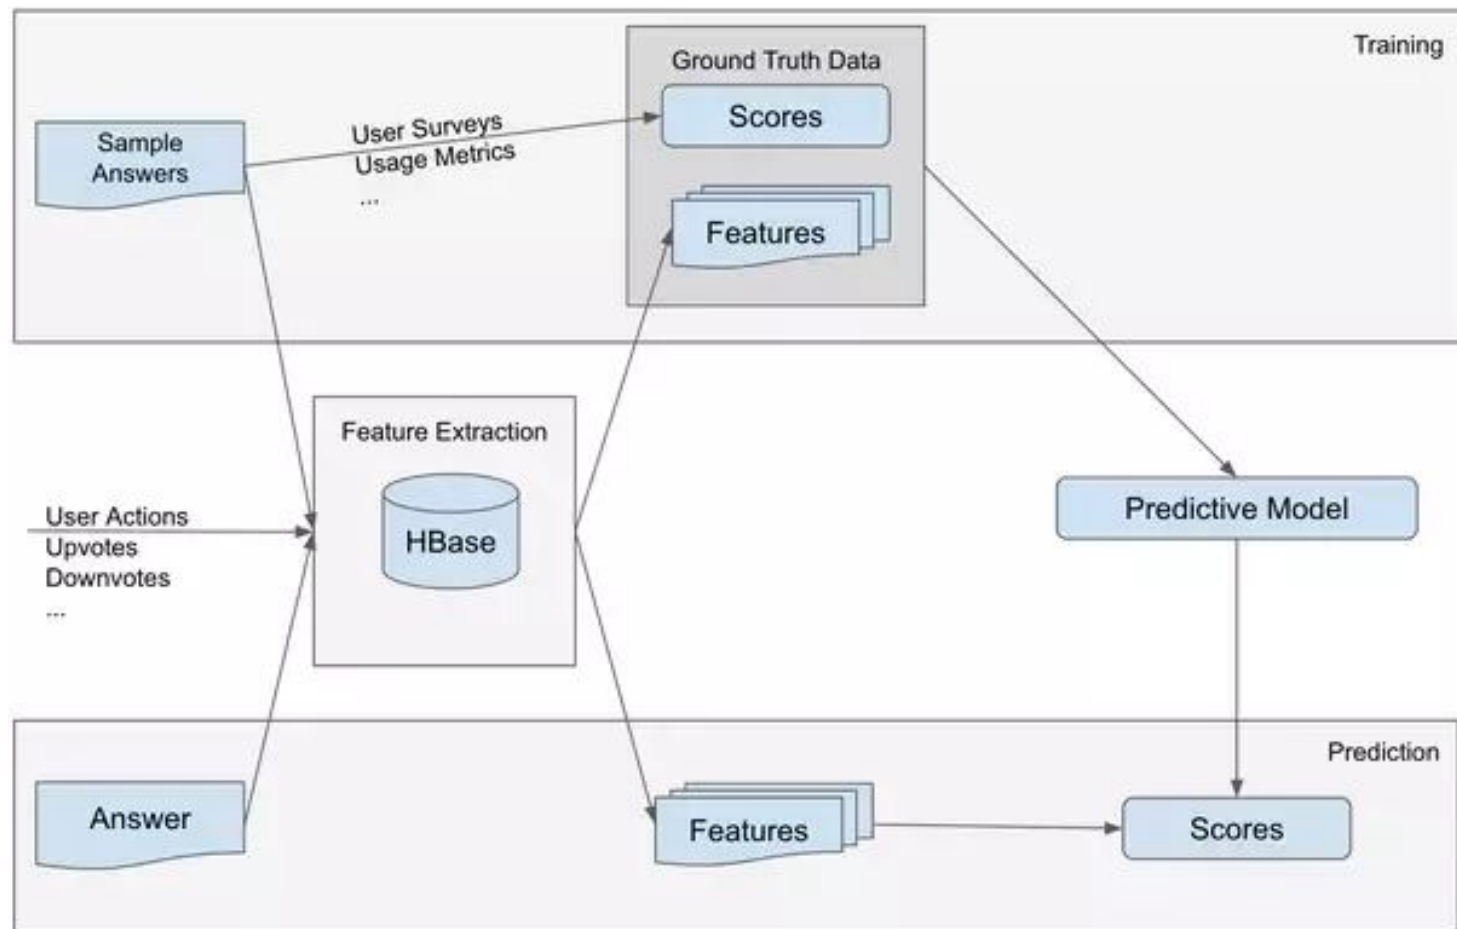 Training
Ground Truth Data
Scores
Sample
Answers
User Surveys
Usage Metrics
...
Features
Feature Extraction
HBase
User Actions
Upvotes
Downvotes
...
Predictive Model
Prediction
Answer
Features
Scores